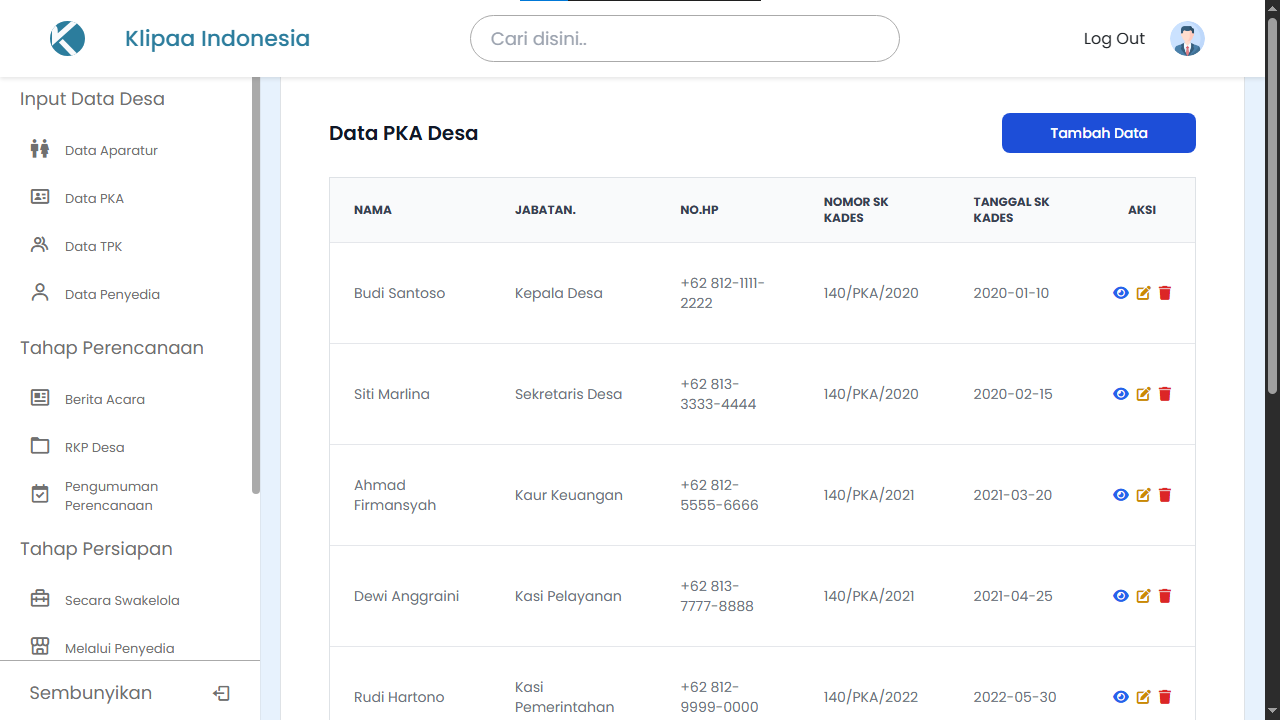 Klipaa Indonesia
Cari disini..
Log Out
Input Data Desa
Data Aparatur
Data PKA
Data TPK
Data Penyedia
Tahap Perencanaan
Berita Acara
RKP Desa
Pengumuman
Perencanaan
Tahap Persiapan
Secara Swakelola
Melalui Penyedia
Sembunyikan
Data PKA Desa
Tambah Data
NAMA JABATAN. NO.HP NOMOR SK KADES TANGGAL SK KADES AKSI
Budi Santoso Kepala Desa +62 812-1111-2222 140/PKA/2020 2020-01-10
Siti Marlina Sekretaris Desa +62 813-3333-4444 140/PKA/2020 2020-02-15
Ahmad Firmansyah Kaur Keuangan +62 812-5555-6666 140/PKA/2021 2021-03-20
Dewi Anggraini Kasi Pelayanan +62 813-7777-8888 140/PKA/2021 2021-04-25
Rudi Hartono Kasi Pemerintahan +62 812-9999-0000 140/PKA/2022 2022-05-30